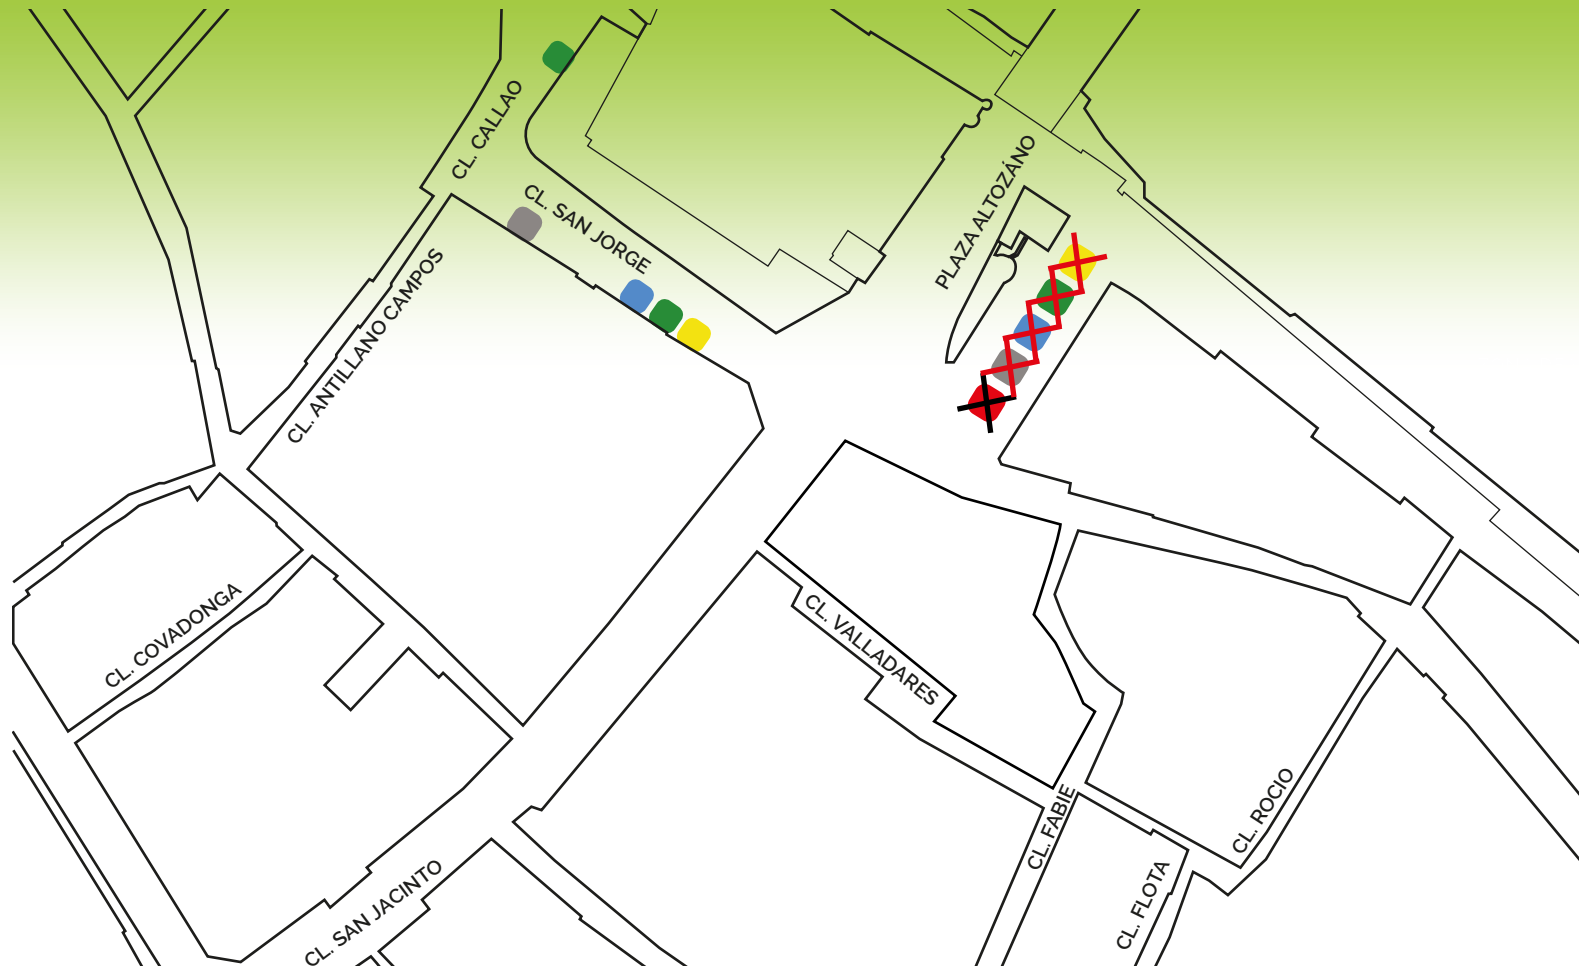 CL. CALLAO
CL. SAN JORGE
PLAZA ALTOZÁNO
CL. ANTILLANO CAMPOS
CL. COVADONGA
CL. VALLADARES
CL. FABIE
CL. ROCIO
CL. FLOTA
CL. SAN JACINTO